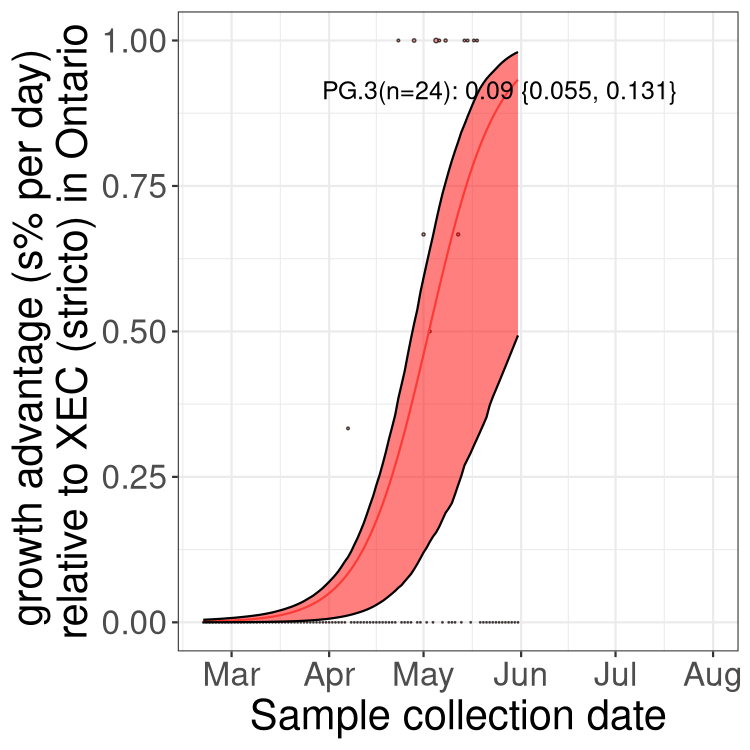 growth advantage (s% per day)
relative to XEC (stricto) in Ontario
1.00
0.75
0.50
0.25
0.00
PG.3(n=24): 0.09 {0.055, 0.131}
Mar Apr May Jun Jul Aug
Sample collection date